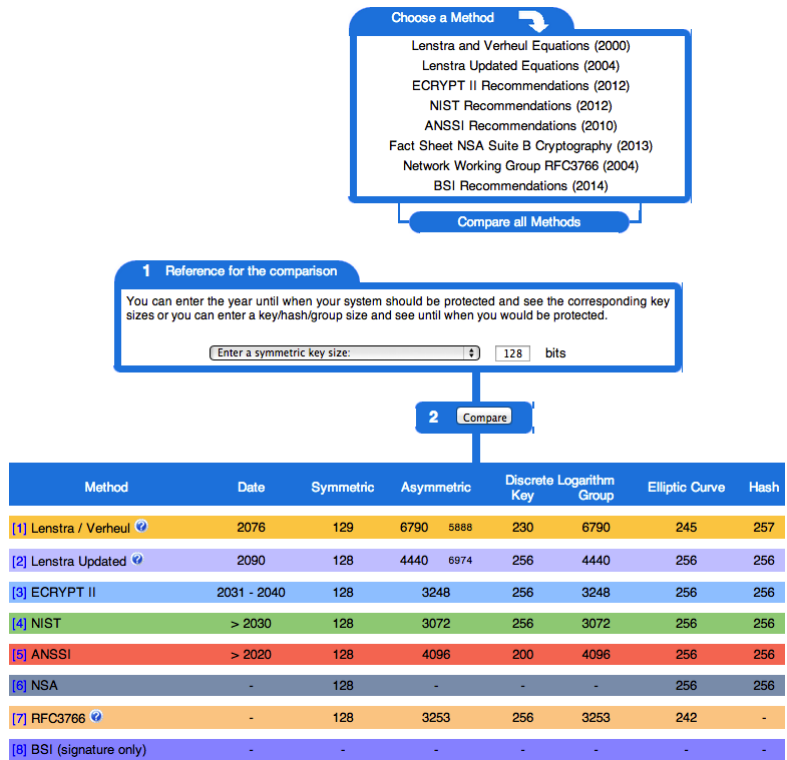 Choose a Method
Lenstra and Verheul Equations (2000)
Lenstra Updated Equations (2004)
ECRYPT II Recommendations (2012)
NIST Recommendations (2012)
ANSSI Recommendations (2010)
Fact Sheet NSA Suite B Cryptography (2013)
Network Working Group RFC3766 (2004)
BSI Recommendations (2014)
Compare all Methods
1 Reference for the comparison
You can enter the year until when your system should be protected and see the corresponding key
sizes or you can enter a key/hash/group size and see until when you would be protected.
Enter a symmetric key size: 128 bits
2 Compare
Method Date Symmetric Asymmetric Discrete Logarithm Elliptic Curve Hash
Key Group
[1] Lenstra / Verheul ? 2076 129 6790 5888 230 6790 245 257
[2] Lenstra Updated ? 2090 128 4440 6974 256 4440 256 256
[3] ECRYPT II 2031 - 2040 128 3248 256 3248 256 256
[4] NIST > 2030 128 3072 256 3072 256 256
[5] ANSSI > 2020 128 4096 200 4096 256 256
[6] NSA - 128 - - - 256 256
[7] RFC3766 ? - 128 3253 256 3253 242 -
[8] BSI (signature only) - - - - - - -